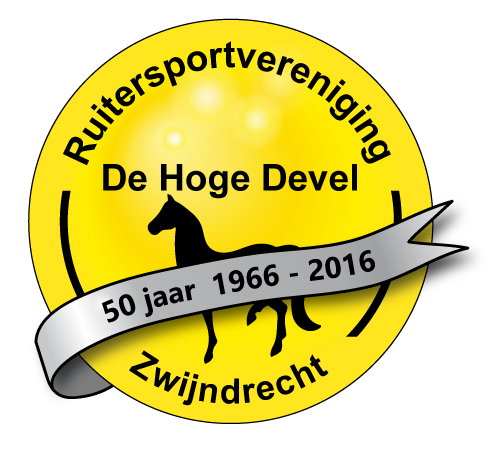 Ruitersportvereniging
De Hoge Devel
50 jaar 1966 - 2016
Zwijndrecht